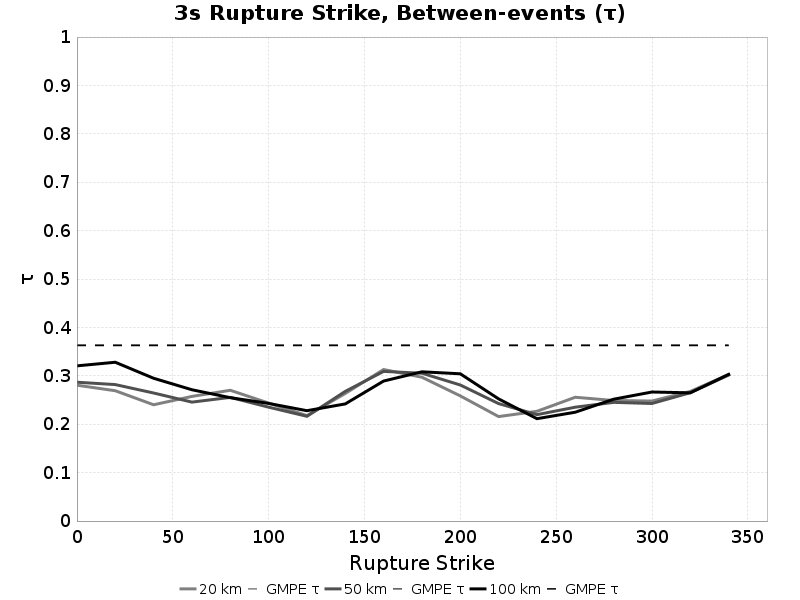 3s Rupture Strike, Between-events (τ)
1
0.9
0.8
0.7
0.6
0.5
0.4
0.3
0.2
0.1
0
τ
0 50 100 150 200 250 300 350
Rupture Strike
20 km GMPE τ 50 km GMPE τ 100 km GMPE τ